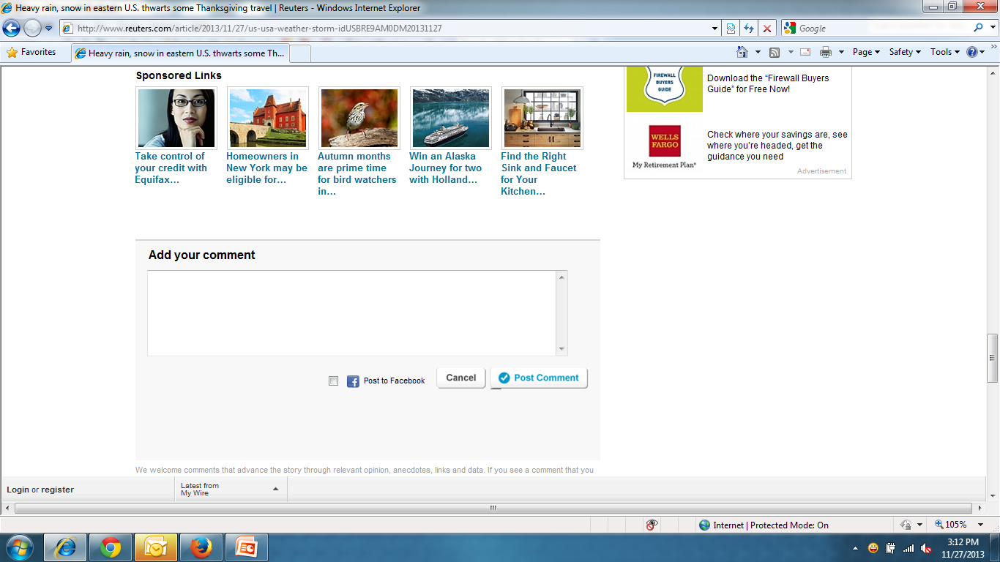 Heavy rain, snow in eastern U.S. thwarts some Thanksgiving travel | Reuters - Windows Internet Explorer
http://www.reuters.com/article/2013/11/27/us-usa-weather-storm-idUSBRE9AM0DM20131127
Google
Favorites
Heavy rain, snow in eastern U.S. thwarts some Th...
Page
Safety
Tools
Sponsored Links
Take control of
your credit with
Equifax…
Homeowners in
New York may be
eligible for…
Autumn months
are prime time
for bird watchers
in…
Win an Alaska
Journey for two
with Holland…
Find the Right
Sink and Faucet
for Your
Kitchen…
FIREWALL
BUYERS
GUIDE
Download the “Firewall Buyers
Guide” for Free Now!
WELLS
FARGO
My Retirement Plan®
Check where your savings are, see
where you're headed, get the
guidance you need
Advertisement
Add your comment
Post to Facebook
Cancel
Post Comment
We welcome comments that advance the story through relevant opinion, anecdotes, links and data. If you see a comment that you
Login or register
Latest from
My Wire
Internet | Protected Mode: On
105%
3:12 PM
11/27/2013